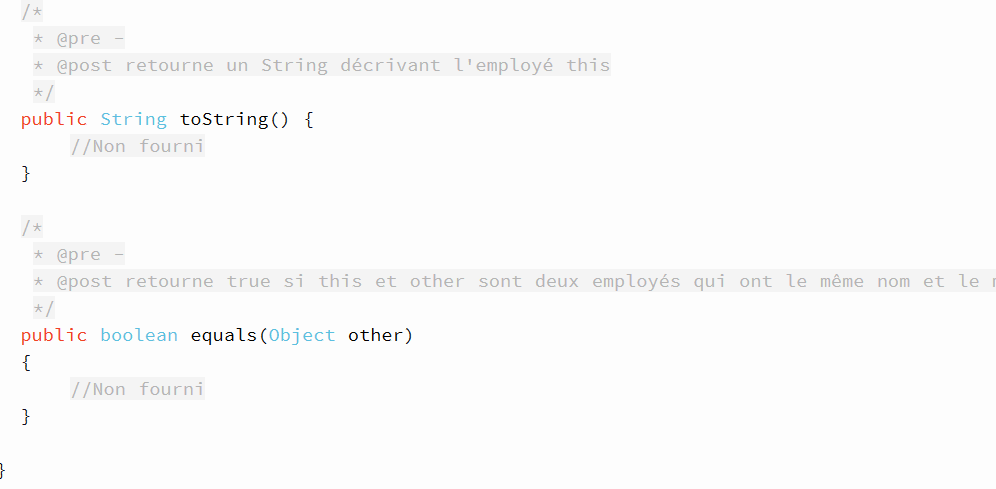 /*
* @pre -
* @post retourne un String décrivant l'employé this
*/
public String toString() {
//Non fourni
}
/*
* @pre -
* @post retourne true si this et other sont deux employés qui ont le même nom et le
*/
public boolean equals(Object other)
{
//Non fourni
}
}